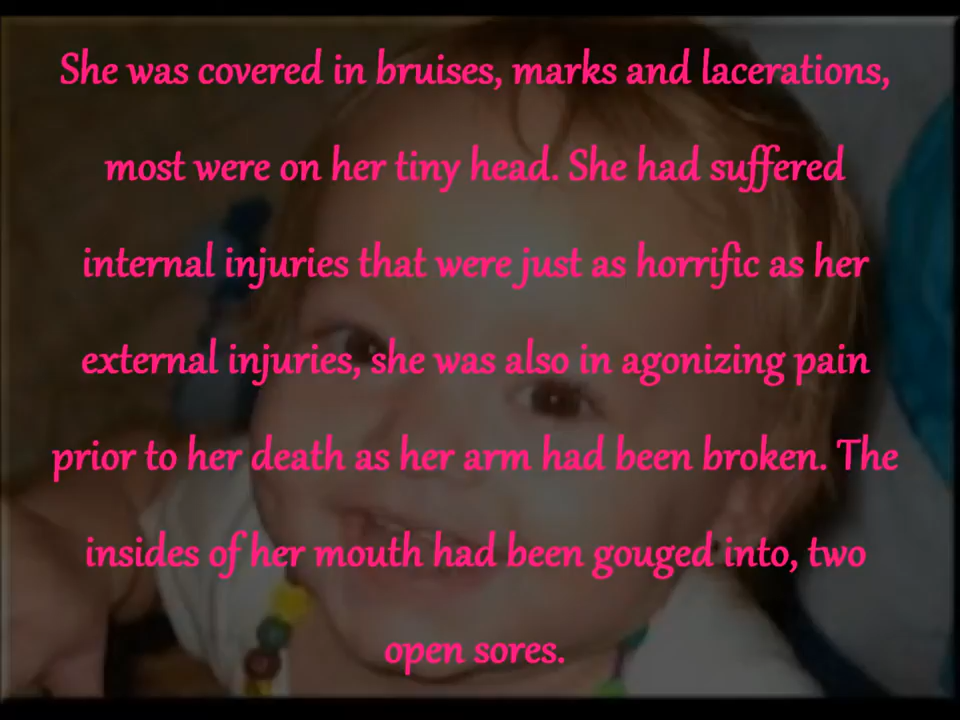 She was covered in bruises, marks and lacerations,
most were on her tiny head. She had suffered
internal injuries that were just as horrific as her
external injuries, she was also in agonizing pain
prior to her death as her arm had been broken. The
insides of her mouth had been gouged into, two
open sores.